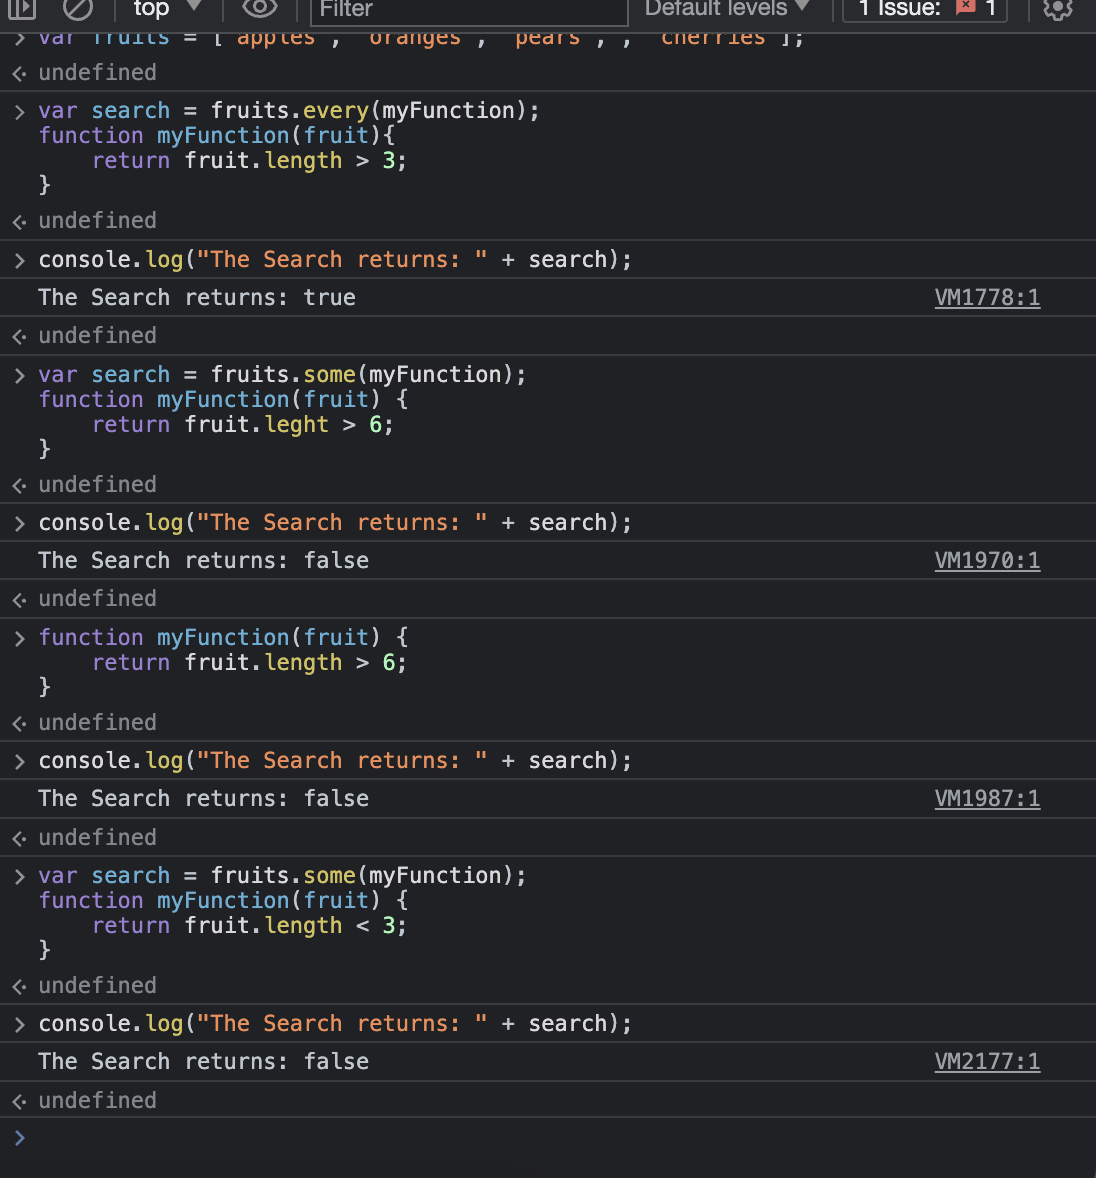 top
Filter
Default levels
1 Issue: 1
var fruits = ["apples", "oranges", "pears", , "cherries"];
undefined
var search = fruits.every(myFunction);
function myFunction(fruit){
return fruit.length > 3;
}
undefined
console.log("The Search returns: " + search);
The Search returns: true
VM1778:1
undefined
var search = fruits.some(myFunction);
function myFunction(fruit) {
return fruit.leght > 6;
}
undefined
console.log("The Search returns: " + search);
The Search returns: false
VM1970:1
undefined
function myFunction(fruit) {
return fruit.length > 6;
}
undefined
console.log("The Search returns: " + search);
The Search returns: false
VM1987:1
undefined
var search = fruits.some(myFunction);
function myFunction(fruit) {
return fruit.length < 3;
}
undefined
console.log("The Search returns: " + search);
The Search returns: false
VM2177:1
undefined